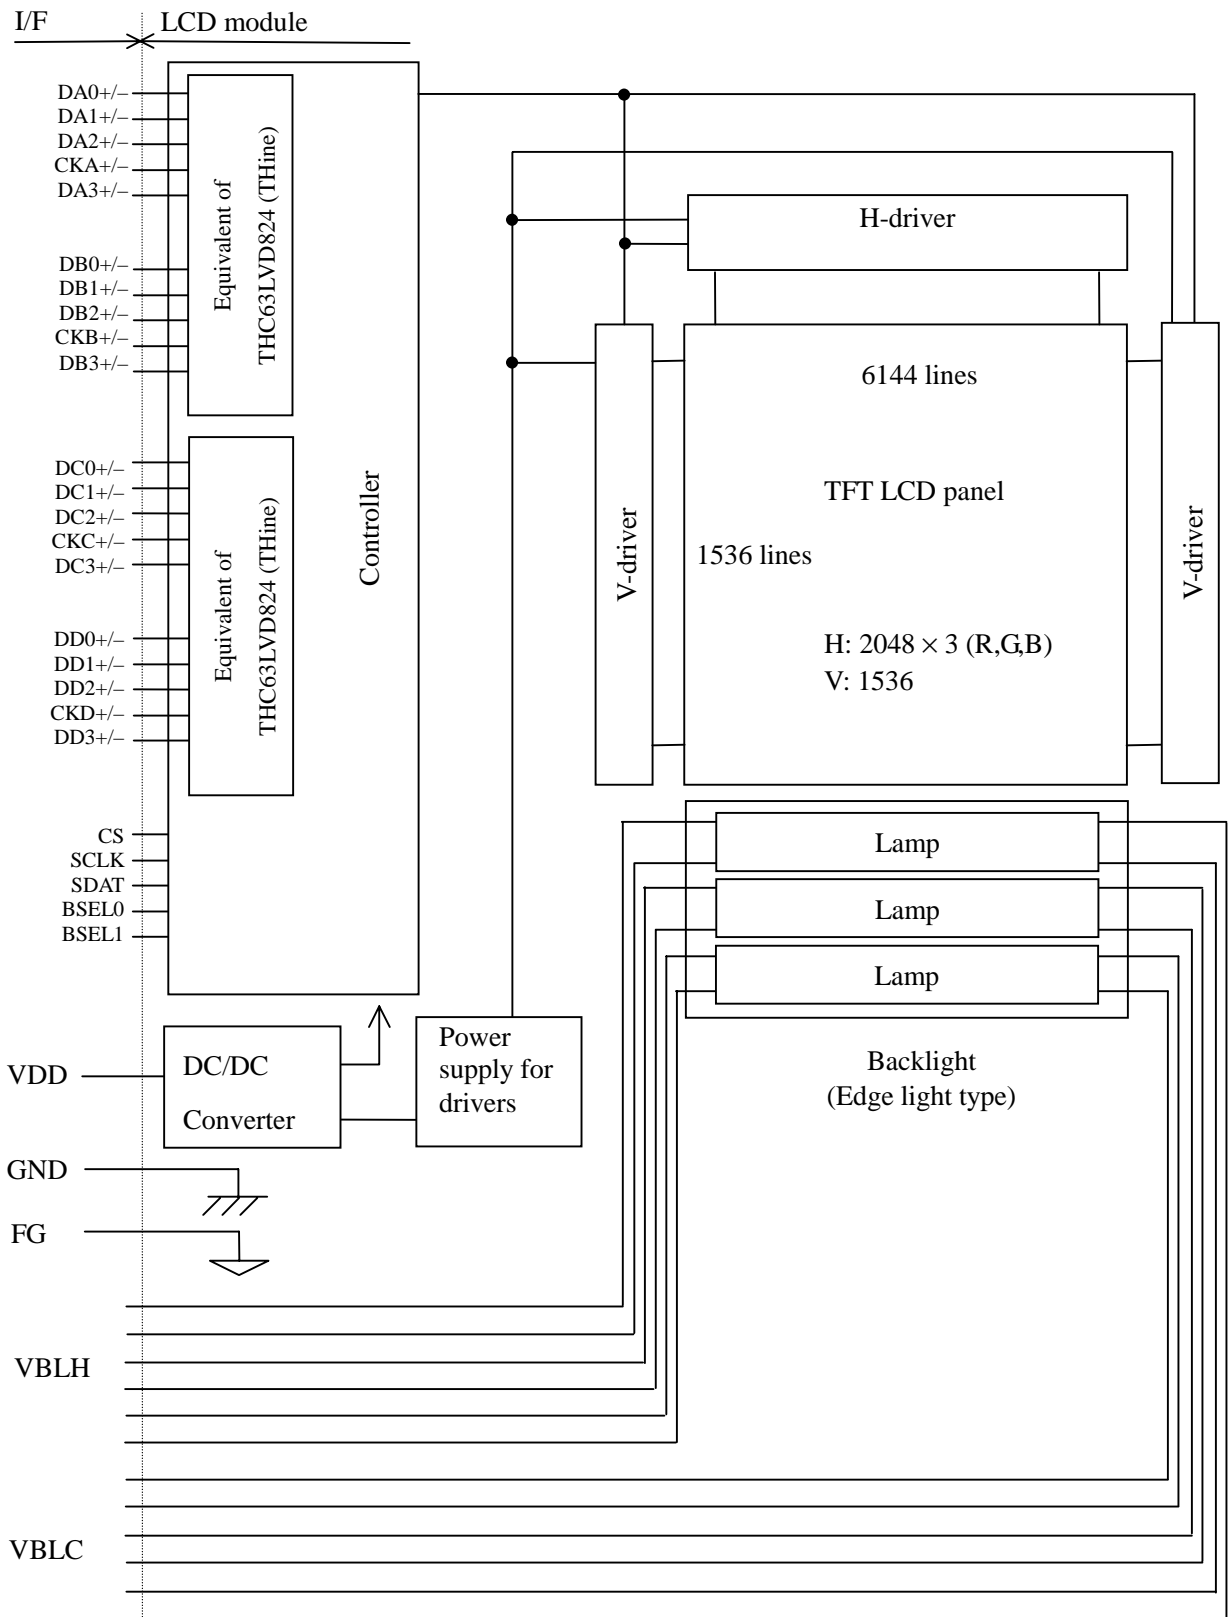 I/F
LCD module
DA0+/–
DA1+/–
DA2+/–
CKA+/–
DA3+/–
DB0+/–
DB1+/–
DB2+/–
CKB+/–
DB3+/–
DC0+/–
DC1+/–
DC2+/–
CKC+/–
DC3+/–
DD0+/–
DD1+/–
DD2+/–
CKD+/–
DD3+/–
CS
SCLK
SDAT
BSEL0
BSEL1
Equivalent of
THC63LVD824 (THine)
Equivalent of
THC63LVD824 (THine)
Controller
H-driver
V-driver
6144 lines
TFT LCD panel
1536 lines
H: 2048 × 3 (R,G,B)
V: 1536
V-driver
Lamp
Lamp
Lamp
Backlight
(Edge light type)
VDD
DC/DC
Converter
Power
supply for
drivers
GND
FG
VBLH
VBLC